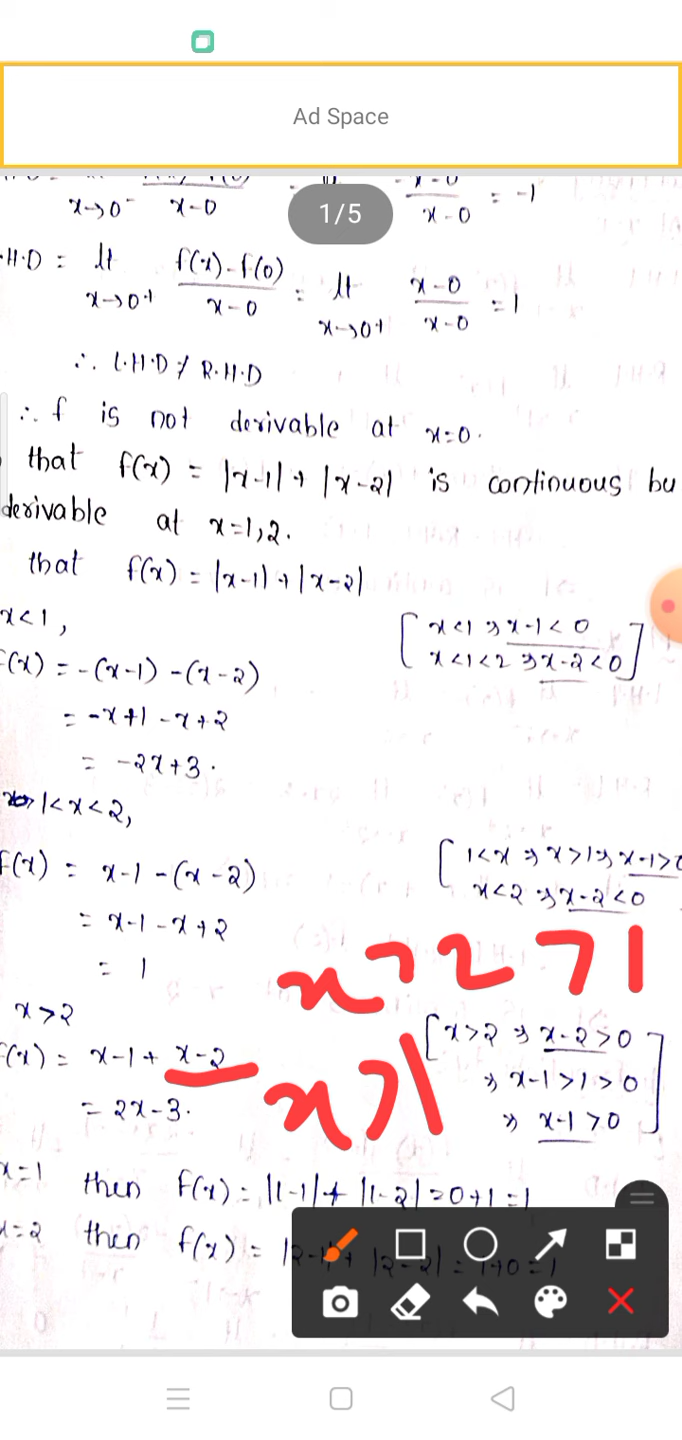 Ad Space
x→0⁻ x-0 x-0 = -1
1/5
·H·D = lt x→0+ f(x)-f(0) / x-0 = lt x→0+ x-0 / x-0 = 1
∴ L·H·D ≠ R·H·D
∴ f is not derivable at x=0.
that f(x) = |x-1| + |x-2| is continuous bu
derivable at x=1,2.
that f(x) = |x-1| + |x-2|
x<1,
f(x) = -(x-1) -(x-2) [x<1 ⇒ x-1<0
= -x+1 -x+2 x<1<2 ⇒ x-2<0]
= -2x+3.
1<x<2,
f(x) = x-1 -(x-2) [1<x ⇒ x>1 ⇒ x-1>0
= x-1 -x+2 x<2 ⇒ x-2<0
= 1
x>2>1
x>2
f(x) = x-1 + x-2 [x>2 ⇒ x-2>0
= 2x-3. ⇒ x-1>1>0
x>1
⇒ x-1>0]
x=1 then f(x) = |1-1| + |1-2| = 0+1 = 1
x=2 then f(x) = |2-1| + |2-2| = 1+0 = 1